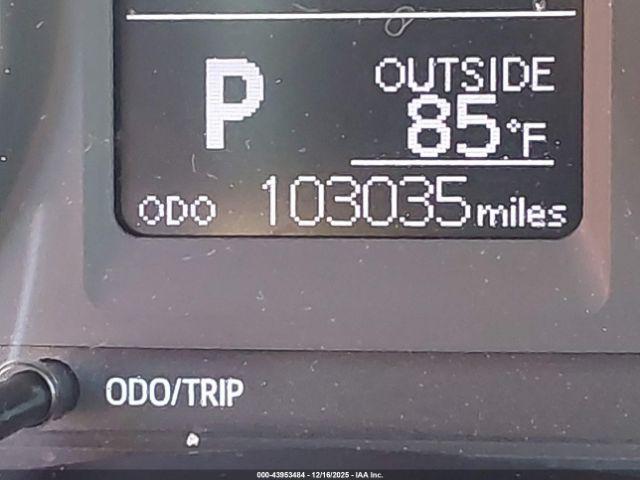 P OUTSIDE
85°F
ODO 103035 miles
ODO/TRIP
000-43953484 - 12/16/2025 - IAA Inc.